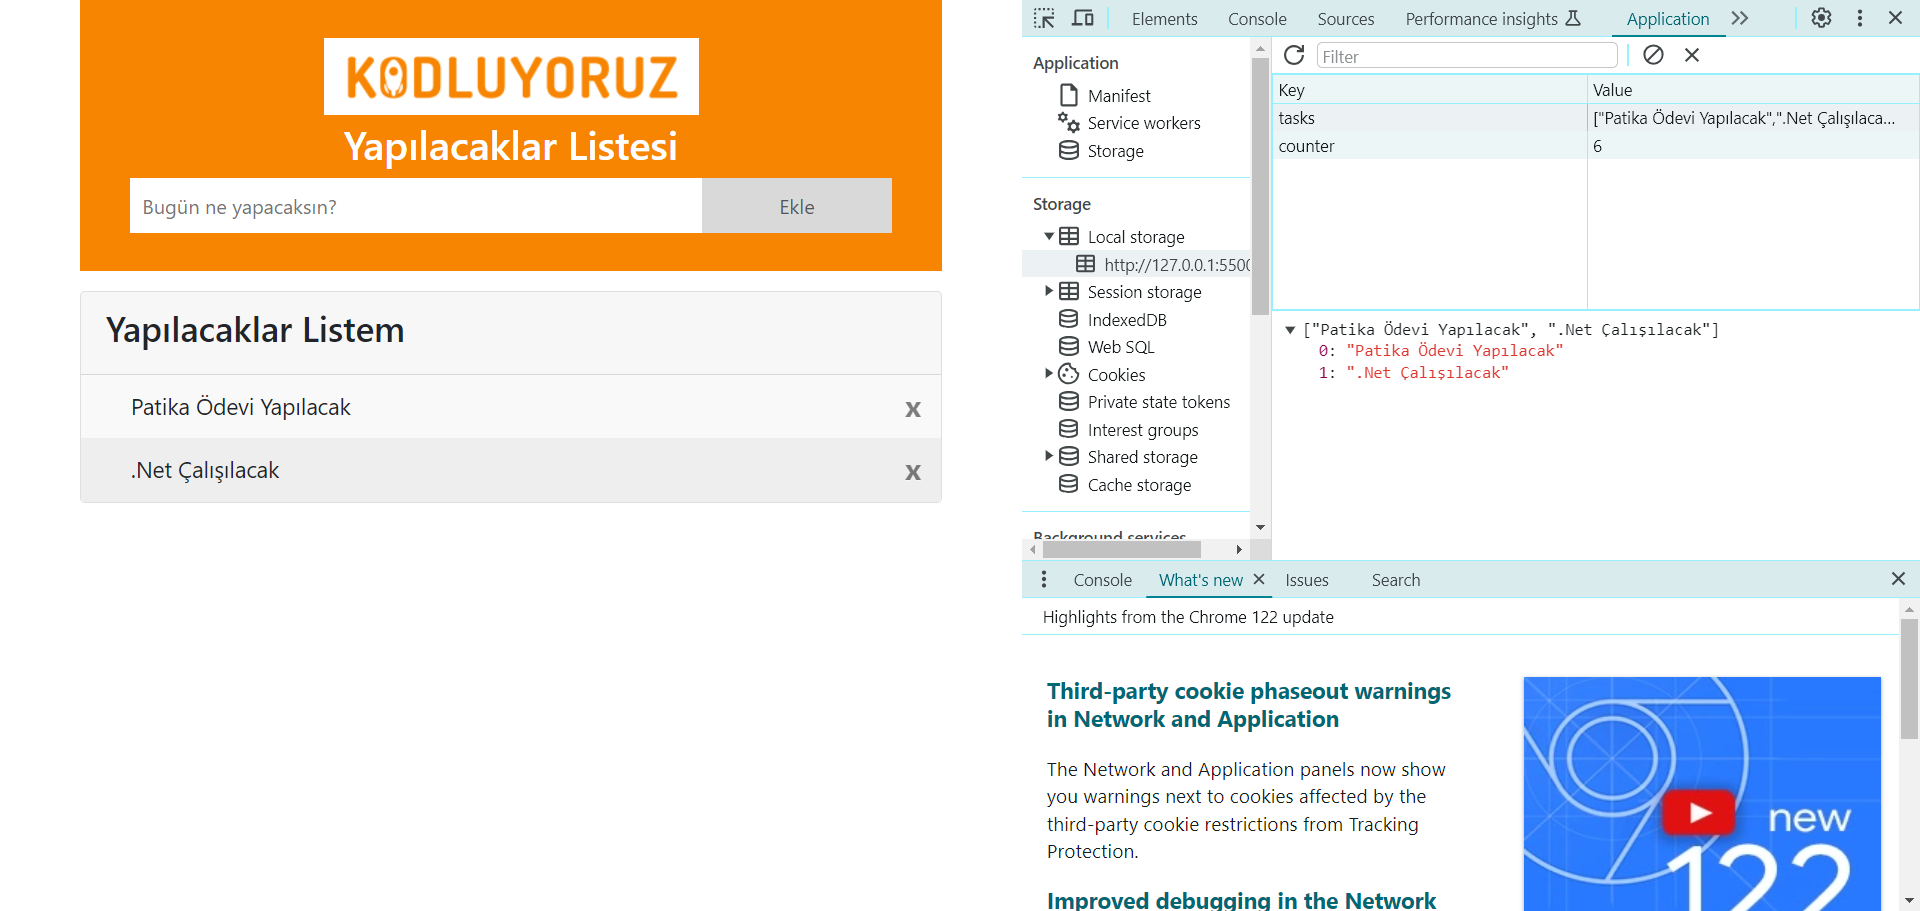 KODLUYORUZ
Yapılacaklar Listesi
Bugün ne yapacaksın?
Ekle
Yapılacaklar Listem
Patika Ödevi Yapılacak
x
.Net Çalışılacak
x
Elements
Console
Sources
Performance insights
Application
Application
Manifest
Service workers
Storage
Storage
Local storage
http://127.0.0.1:5500
Session storage
IndexedDB
Web SQL
Cookies
Private state tokens
Interest groups
Shared storage
Cache storage
Background services
Filter
Key Value
tasks ["Patika Ödevi Yapılacak",".Net Çalışılaca...
counter 6
["Patika Ödevi Yapılacak", ".Net Çalışılacak"]
0: "Patika Ödevi Yapılacak"
1: ".Net Çalışılacak"
Console
What's new
Issues
Search
Highlights from the Chrome 122 update
Third-party cookie phaseout warnings
in Network and Application
The Network and Application panels now show
you warnings next to cookies affected by the
third-party cookie restrictions from Tracking
Protection.
Improved debugging in the Network
new
122